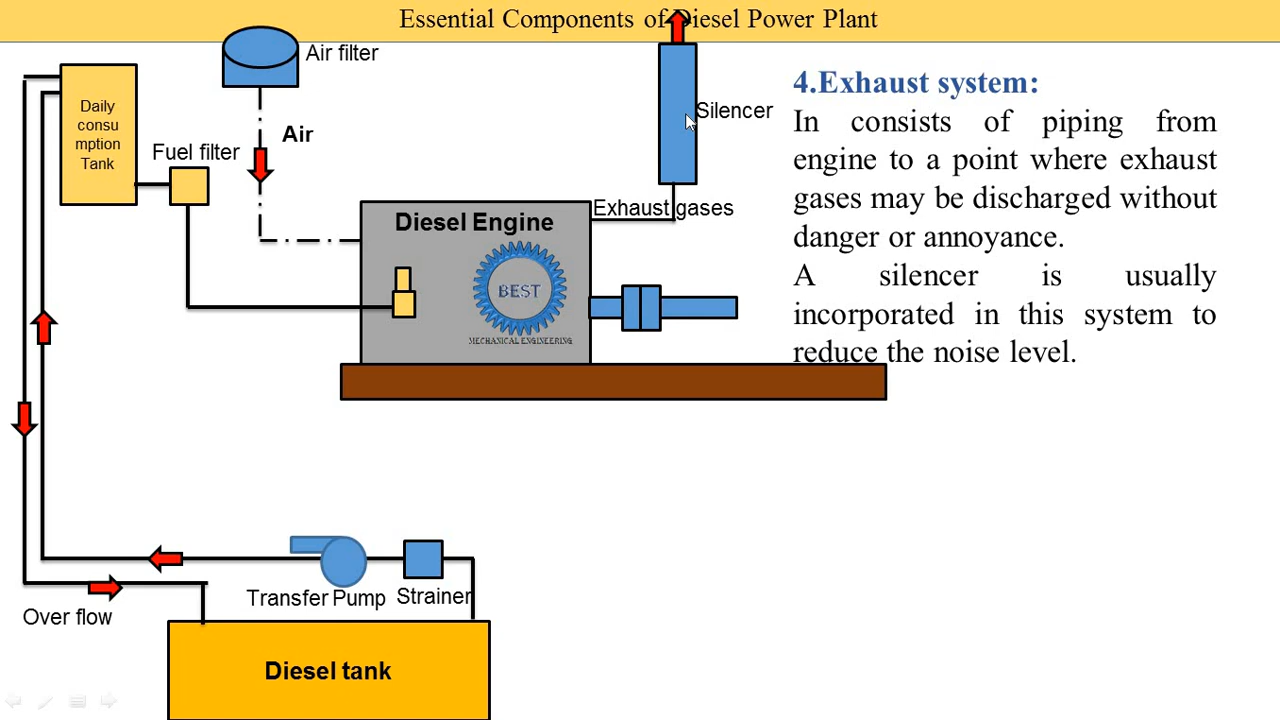 Essential Components of Diesel Power Plant
Air filter
Daily
consu
mption
Tank
Fuel filter
Air
Silencer
Exhaust gases
Diesel Engine
BEST
MECHANICAL ENGINEERING
4.Exhaust system:
In consists of piping from
engine to a point where exhaust
gases may be discharged without
danger or annoyance.
A silencer is usually
incorporated in this system to
reduce the noise level.
Transfer Pump
Strainer
Over flow
Diesel tank